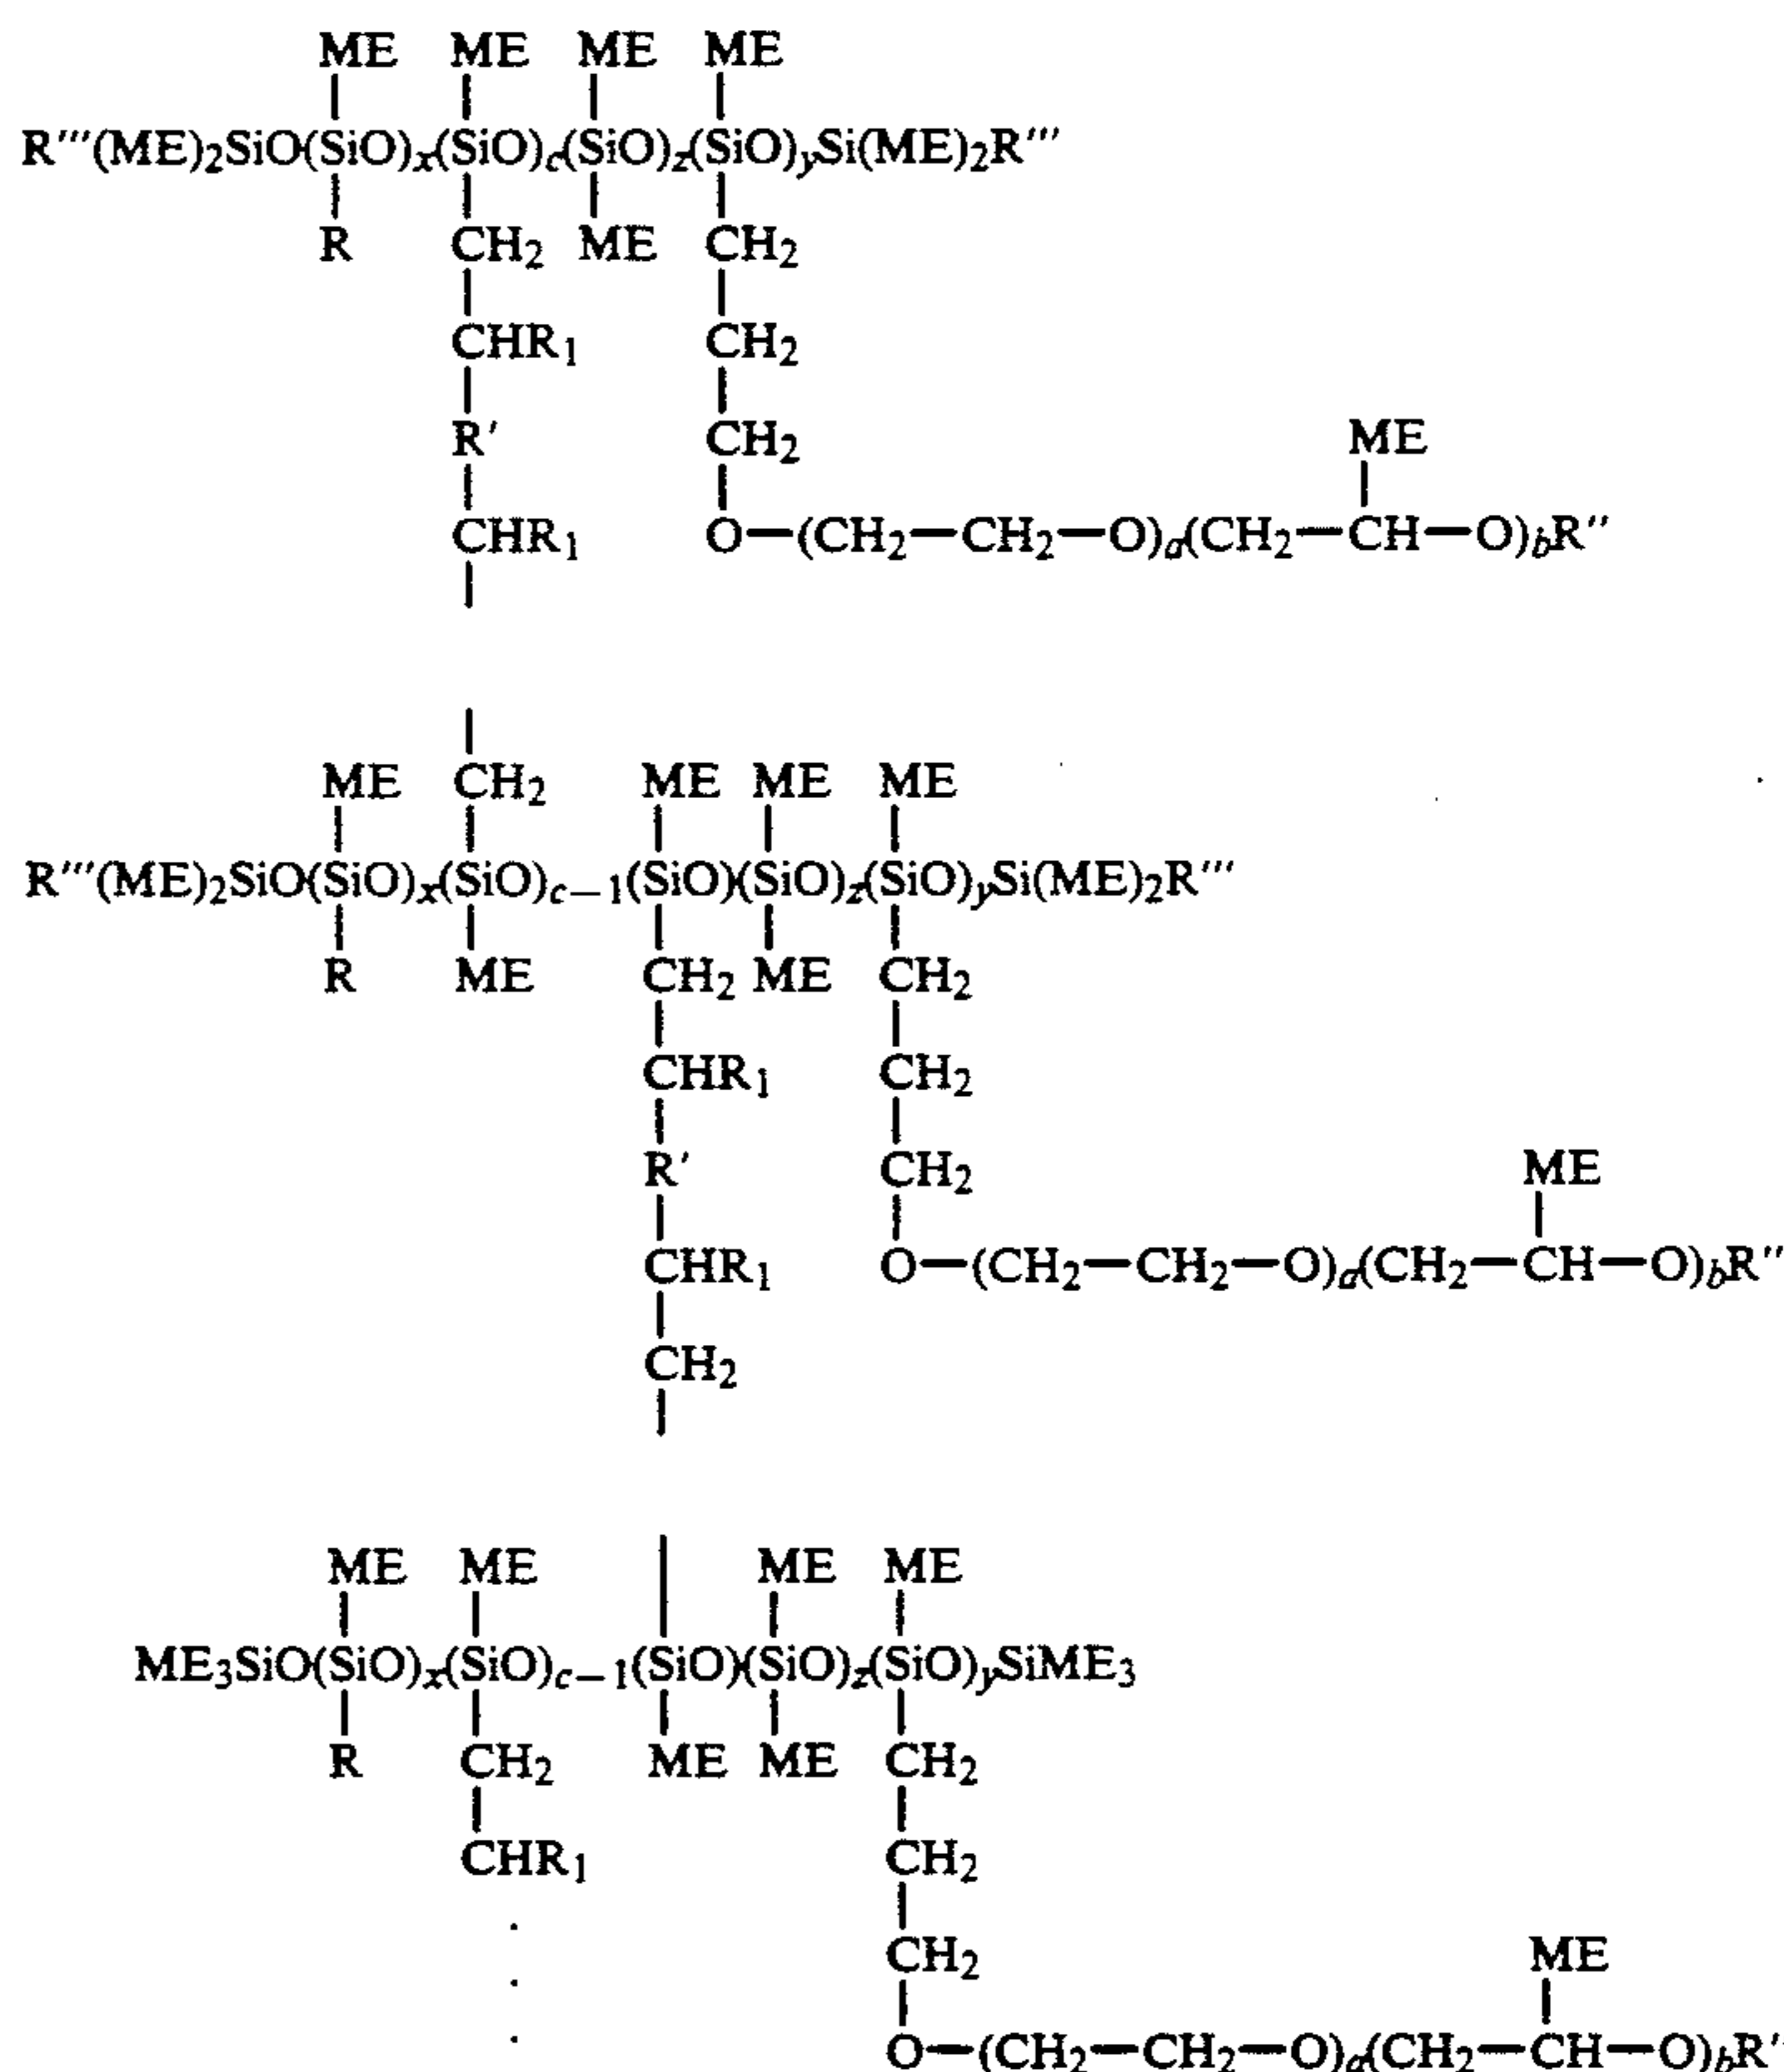 ME ME ME ME
R'''(ME)₂SiO(SiO)ₓ(SiO)c(SiO)z(SiO)ySi(ME)₂R'''
R CH₂ ME CH₂
CHR₁ CH₂
R' CH₂ ME
CHR₁ O—(CH₂—CH₂—O)a(CH₂—CH—O)bR''
ME CH₂ ME ME ME
R'''(ME)₂SiO(SiO)ₓ(SiO)c−1(SiO)(SiO)z(SiO)ySi(ME)₂R'''
R ME CH₂ ME CH₂
CHR₁ CH₂
R' CH₂ ME
CHR₁ O—(CH₂—CH₂—O)a(CH₂—CH—O)bR''
CH₂
ME ME ME ME
ME₃SiO(SiO)ₓ(SiO)c−1(SiO)(SiO)z(SiO)ySiME₃
R CH₂ ME ME CH₂
CHR₁ CH₂
CH₂ ME
O—(CH₂—CH₂—O)a(CH₂—CH—O)bR''